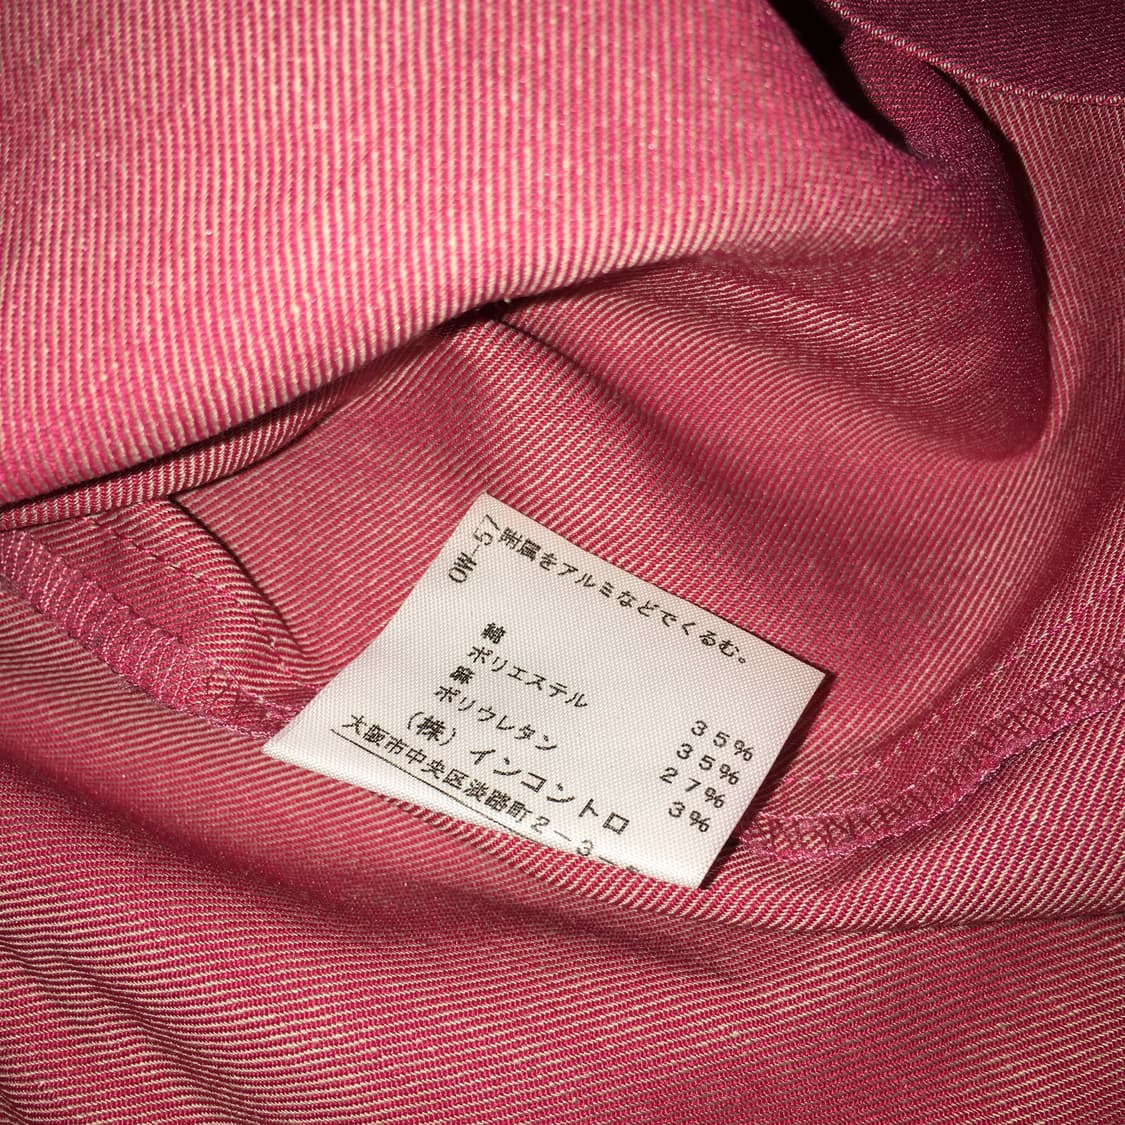 OW-57
附属をアルミなどでくるむ。
綿 35%
ポリエステル 35%
麻 27%
ポリウレタン 3%
(株)インコントロ
大阪市中央区淡路町2-3-